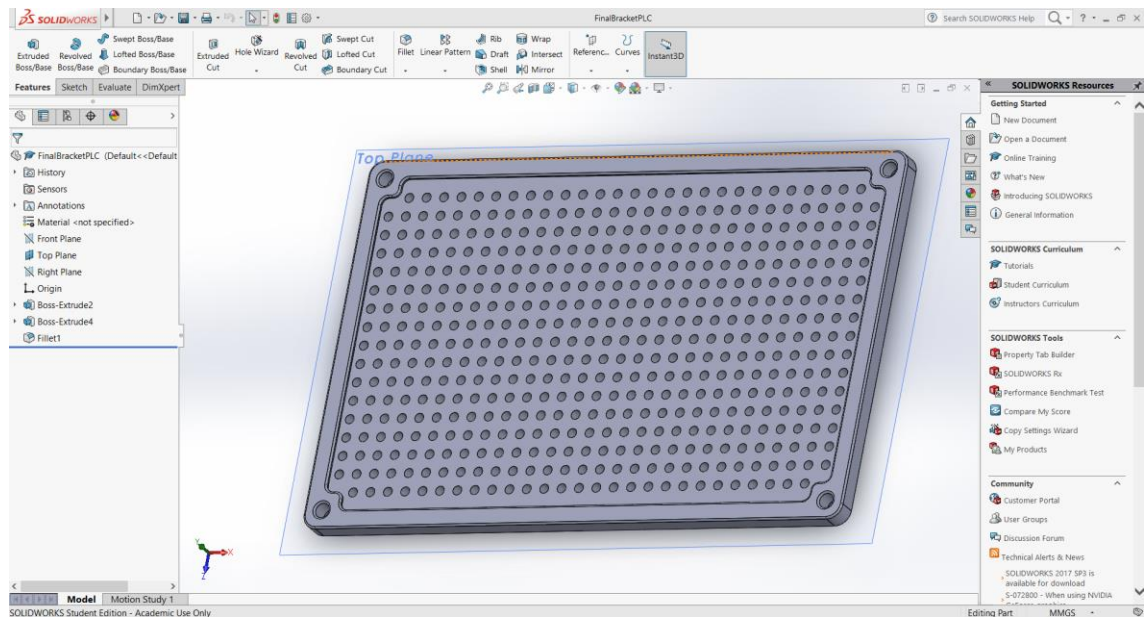 SOLIDWORKS
FinalBracketPLC
Search SOLIDWORKS Help
Extruded Boss/Base
Revolved Boss/Base
Swept Boss/Base
Lofted Boss/Base
Boundary Boss/Base
Extruded Cut
Hole Wizard
Revolved Cut
Swept Cut
Lofted Cut
Boundary Cut
Fillet
Linear Pattern
Rib
Draft
Shell
Wrap
Intersect
Mirror
Referenc...
Curves
Instant3D
Features Sketch Evaluate DimXpert
FinalBracketPLC (Default<<Default
History
Sensors
Annotations
Material <not specified>
Front Plane
Top Plane
Right Plane
Origin
Boss-Extrude2
Boss-Extrude4
Fillet1
Top Plane
Y
X
Z
SOLIDWORKS Resources
Getting Started
New Document
Open a Document
Online Training
What's New
Introducing SOLIDWORKS
General Information
SOLIDWORKS Curriculum
Tutorials
Student Curriculum
Instructors Curriculum
SOLIDWORKS Tools
Property Tab Builder
SOLIDWORKS Rx
Performance Benchmark Test
Compare My Score
Copy Settings Wizard
My Products
Community
Customer Portal
User Groups
Discussion Forum
Technical Alerts & News
SOLIDWORKS 2017 SP3 is
available for download
S-072800 - When using NVIDIA
Model Motion Study 1
SOLIDWORKS Student Edition - Academic Use Only
Editing Part MMGS